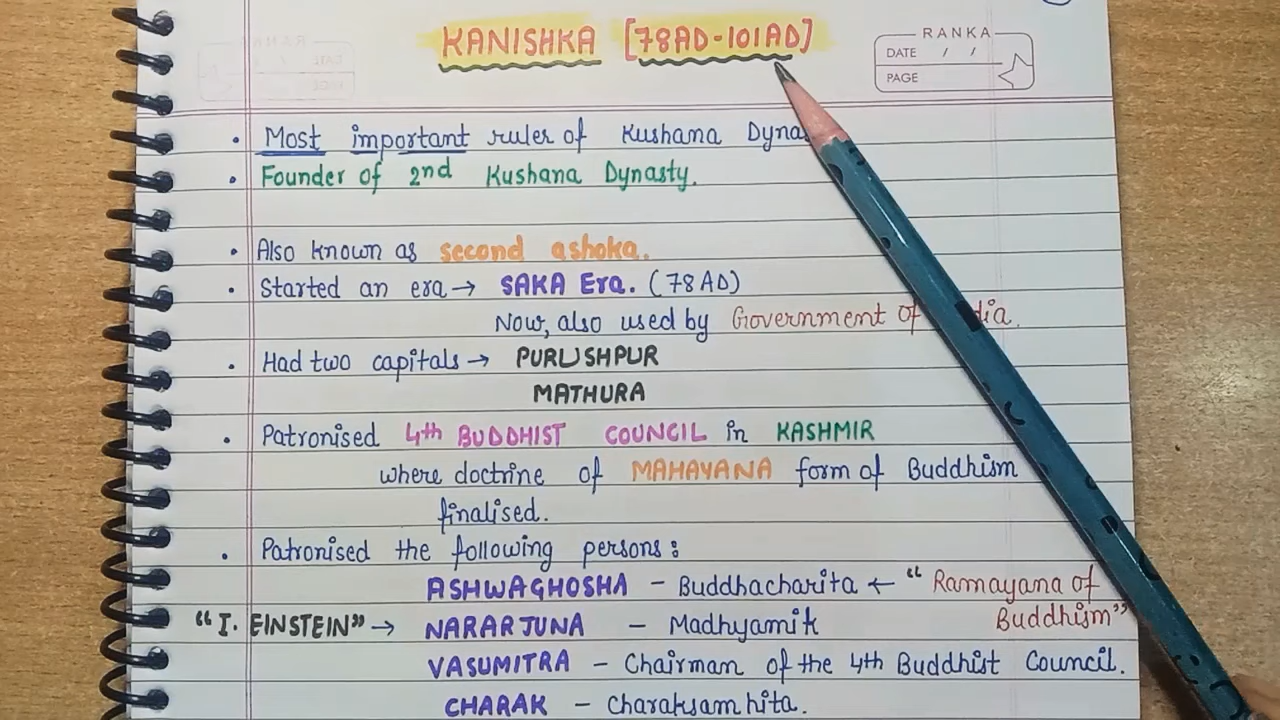 KANISHKA [78AD-101AD]
RANKA
DATE / /
PAGE
• Most important ruler of Kushana
• Founder of 2nd Kushana Dynasty.
• Also known as second ashoka.
• Started an era → SAKA Era. (78 AD)
Now, also used by Government of
• Had two capitals → PURUSHPUR
MATHURA
• Patronised 4th BUDDHIST COUNCIL in KASHMIR
where doctrine of MAHAYANA form of Buddhism
finalised.
• Patronised the following persons:
ASHWAGHOSHA - Buddhacharita ← "Ramayana of
Buddhism"
"I. EINSTEIN" → NARARJUNA - Madhyamik
VASUMITRA - Chairman of the 4th Buddhist Council.
CHARAK - Charaksamhita.